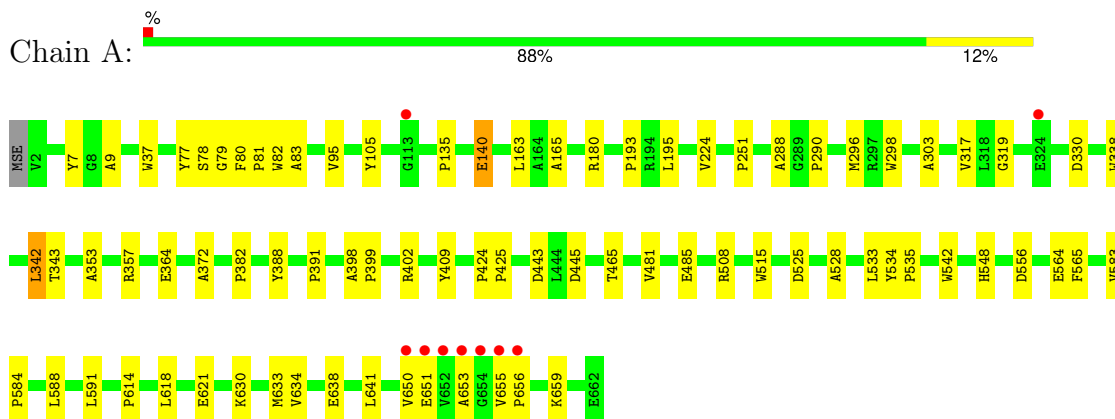 %
Chain A:
88% 12%
MSE V2 Y7 G8 A9 W37 Y77 S78 G79 F80 P81 W82 A83 V95 Y105 G113 P135 E140 L163 A164 A165 R180 P193 R194 L195 V224 P251 A288 G289 P290 M296 R297 W298 A303 V317 L318 G319 E324 D330 W338
L342 T343 A353 R357 E364 A372 P382 Y388 P391 A398 P399 R402 Y409 P424 P425 D443 L444 D445 T465 V481 E485 R508 W515 D525 A528 L533 Y534 P535 W542 H548 D556 E564 F565
P584 L588 L591 P614 L618 E621 K630 M633 V634 E638 L641 V650 E651 V652 A653 G654 V655 P656 K659 E662